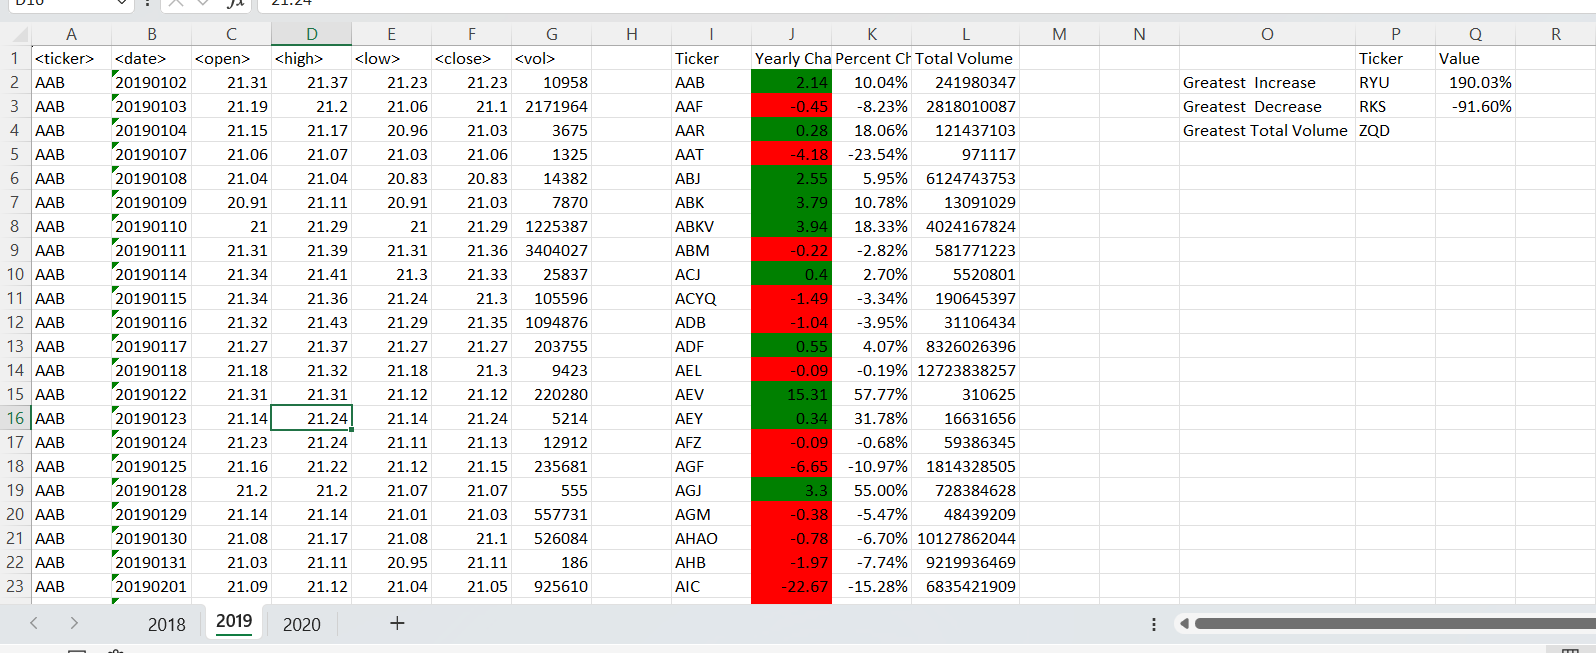 D16 fx 21.24
A B C D E F G H I J K L M N O P Q R
1 <ticker> <date> <open> <high> <low> <close> <vol> Ticker Yearly Cha Percent Ch Total Volume Ticker Value
2 AAB 20190102 21.31 21.37 21.23 21.23 10958 AAB 2.14 10.04% 241980347 Greatest Increase RYU 190.03%
3 AAB 20190103 21.19 21.2 21.06 21.1 2171964 AAF -0.45 -8.23% 2818010087 Greatest Decrease RKS -91.60%
4 AAB 20190104 21.15 21.17 20.96 21.03 3675 AAR 0.28 18.06% 121437103 Greatest Total Volume ZQD
5 AAB 20190107 21.06 21.07 21.03 21.06 1325 AAT -4.18 -23.54% 971117
6 AAB 20190108 21.04 21.04 20.83 20.83 14382 ABJ 2.55 5.95% 6124743753
7 AAB 20190109 20.91 21.11 20.91 21.03 7870 ABK 3.79 10.78% 13091029
8 AAB 20190110 21 21.29 21 21.29 1225387 ABKV 3.94 18.33% 4024167824
9 AAB 20190111 21.31 21.39 21.31 21.36 3404027 ABM -0.22 -2.82% 581771223
10 AAB 20190114 21.34 21.41 21.3 21.33 25837 ACJ 0.4 2.70% 5520801
11 AAB 20190115 21.34 21.36 21.24 21.3 105596 ACYQ -1.49 -3.34% 190645397
12 AAB 20190116 21.32 21.43 21.29 21.35 1094876 ADB -1.04 -3.95% 31106434
13 AAB 20190117 21.27 21.37 21.27 21.27 203755 ADF 0.55 4.07% 8326026396
14 AAB 20190118 21.18 21.32 21.18 21.3 9423 AEL -0.09 -0.19% 12723838257
15 AAB 20190122 21.31 21.31 21.12 21.12 220280 AEV 15.31 57.77% 310625
16 AAB 20190123 21.14 21.24 21.14 21.24 5214 AEY 0.34 31.78% 16631656
17 AAB 20190124 21.23 21.24 21.11 21.13 12912 AFZ -0.09 -0.68% 59386345
18 AAB 20190125 21.16 21.22 21.12 21.15 235681 AGF -6.65 -10.97% 1814328505
19 AAB 20190128 21.2 21.2 21.07 21.07 555 AGJ 3.3 55.00% 728384628
20 AAB 20190129 21.14 21.14 21.01 21.03 557731 AGM -0.38 -5.47% 48439209
21 AAB 20190130 21.08 21.17 21.08 21.1 526084 AHAO -0.78 -6.70% 10127862044
22 AAB 20190131 21.03 21.11 20.95 21.11 186 AHB -1.97 -7.74% 9219936469
23 AAB 20190201 21.09 21.12 21.04 21.05 925610 AIC -22.67 -15.28% 6835421909
2018 2019 2020 +